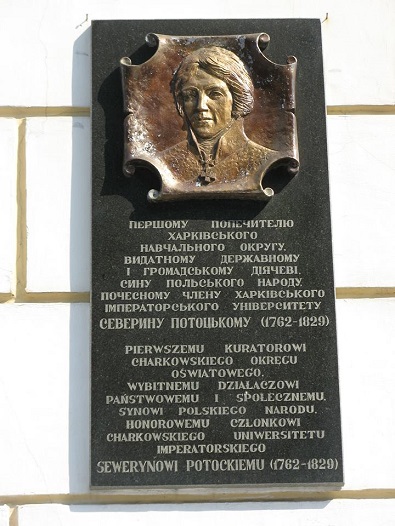 ПЕРШОМУ ПОПЕЧИТЕЛЮ
ХАРКІВСЬКОГО
НАВЧАЛЬНОГО ОКРУГУ,
ВИДАТНОМУ ДЕРЖАВНОМУ
І ГРОМАДСЬКОМУ ДІЯЧЕВІ,
СИНУ ПОЛЬСЬКОГО НАРОДУ,
ПОЧЕСНОМУ ЧЛЕНУ ХАРКІВСЬКОГО
ІМПЕРАТОРСЬКОГО УНІВЕРСИТЕТУ
СЕВЕРИНУ ПОТОЦЬКОМУ (1762-1829)
PIERWSZEMU KURATOROWI
CHARKOWSKIEGO OKRĘGU
OŚWIATOWEGO,
WYBITNEMU DZIAŁACZOWI
PAŃSTWOWEMU I SPOŁECZNEMU,
SYNOWI POLSKIEGO NARODU,
HONOROWEMU CZŁONKOWI
CHARKOWSKIEGO UNIWERSITETU
IMPERATORSKIEGO
SEWERYNOWI POTOCKIEMU (1762-1829)